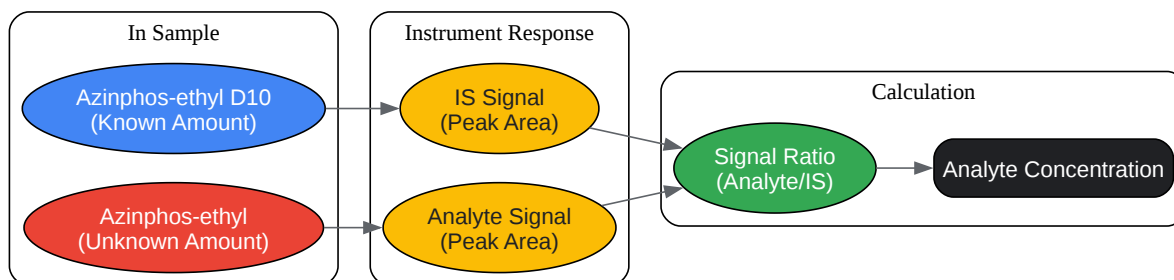 In Sample
Azinphos-ethyl D10
(Known Amount)
Azinphos-ethyl
(Unknown Amount)
Instrument Response
IS Signal
(Peak Area)
Analyte Signal
(Peak Area)
Calculation
Signal Ratio
(Analyte/IS)
Analyte Concentration